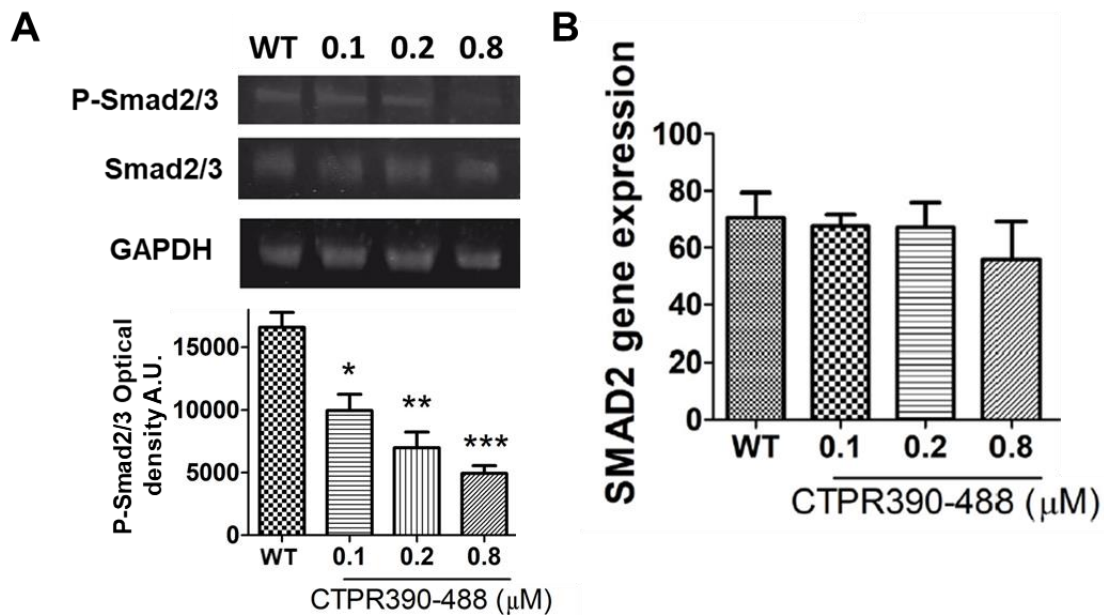 A
WT 0.1 0.2 0.8
P-Smad2/3
Smad2/3
GAPDH
P-Smad2/3 Optical
density A.U.
15000
10000
5000
0
*
**
***
WT 0.1 0.2 0.8
CTPR390-488 (μM)
B
SMAD2 gene expression
100
80
60
40
20
0
WT 0.1 0.2 0.8
CTPR390-488 (μM)